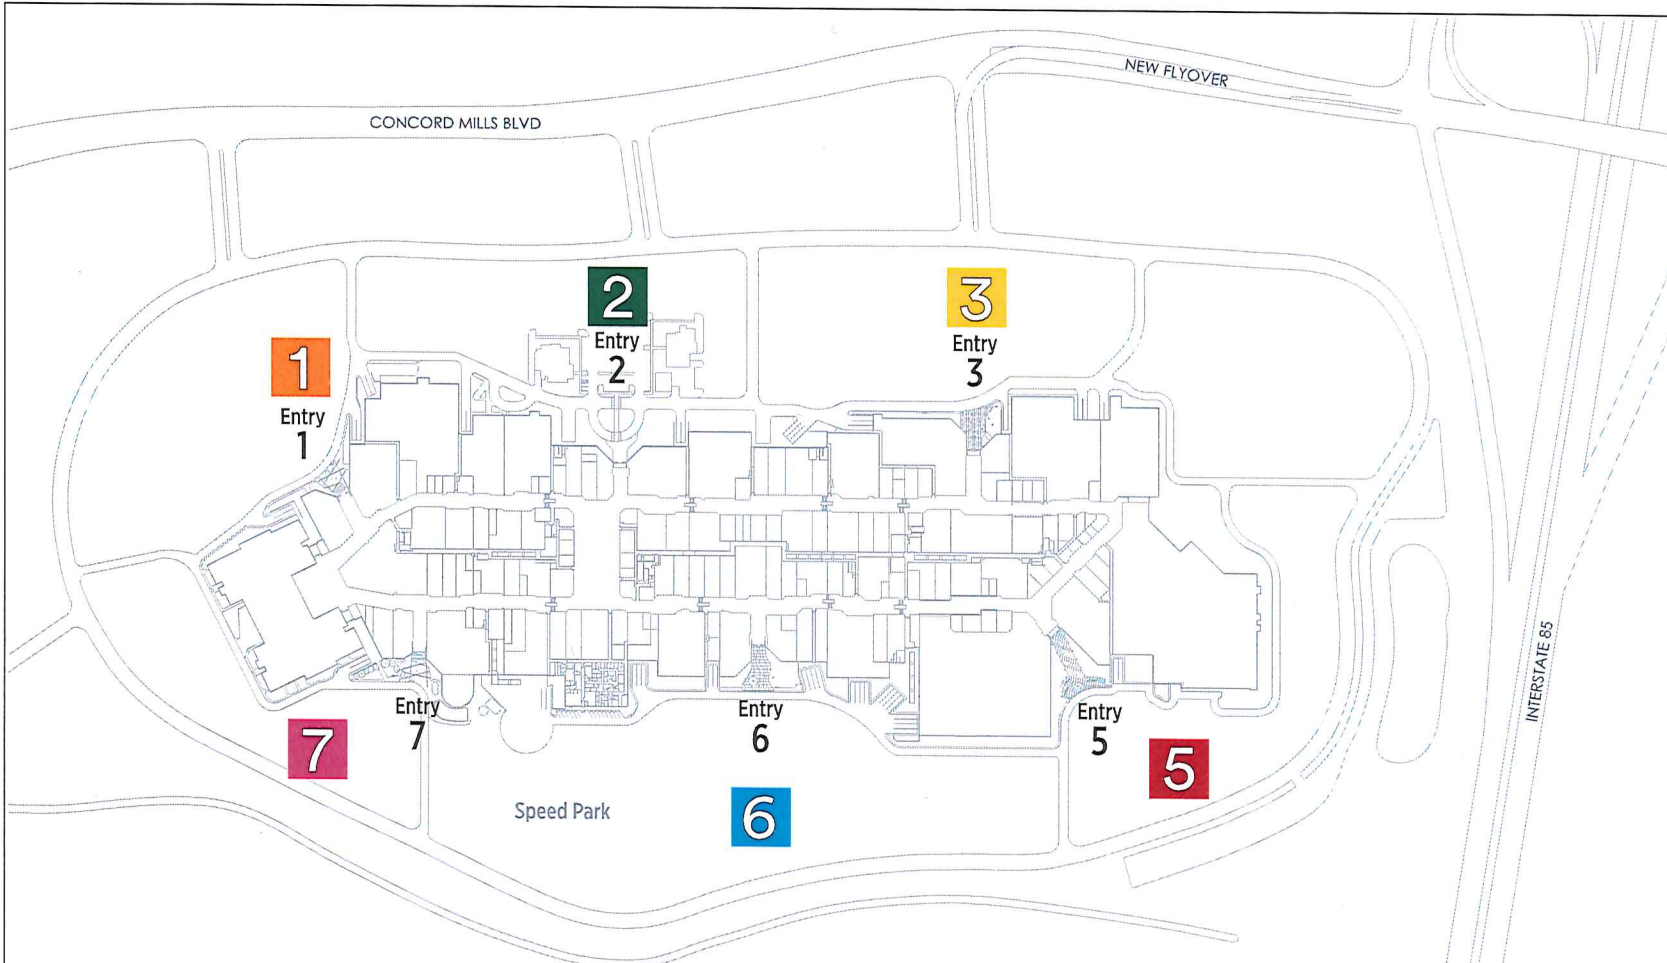 NEW FLYOVER
CONCORD MILLS BLVD
2
Entry
2
3
Entry
3
1
Entry
1
INTERSTATE 85
7
Entry
7
Entry
6
6
Entry
5
5
Speed Park